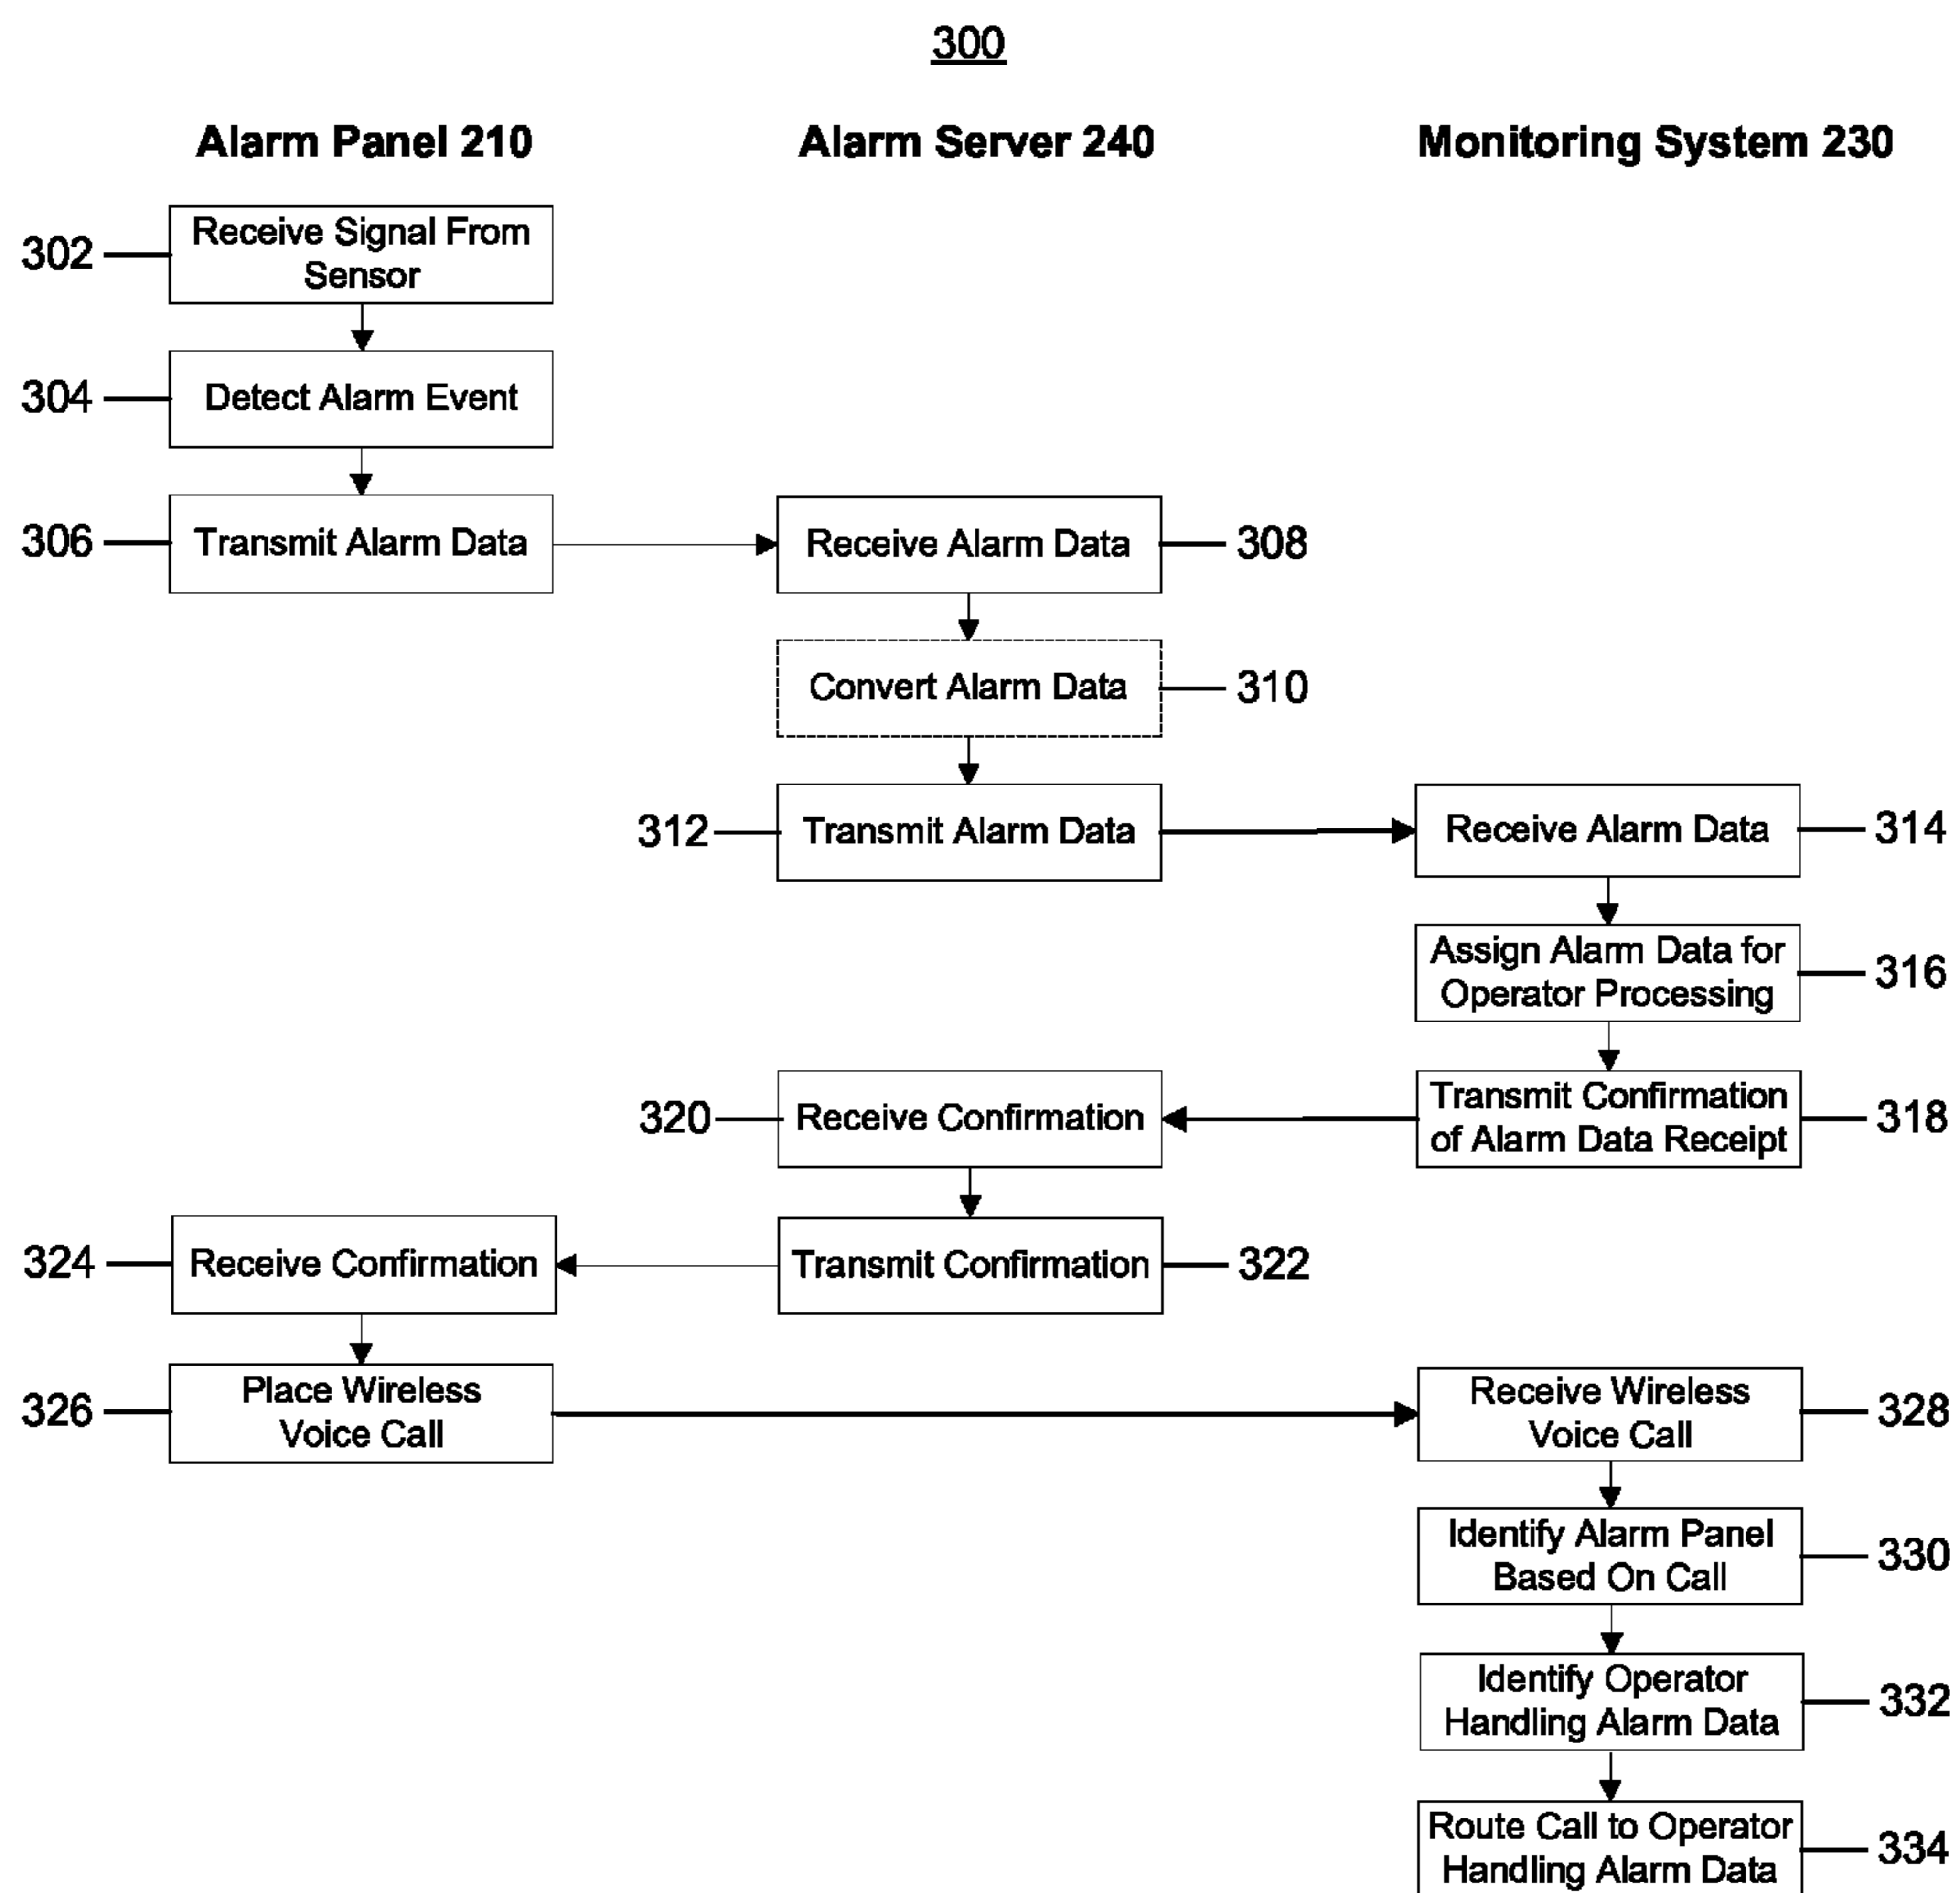 300
Alarm Panel 210
Alarm Server 240
Monitoring System 230
302
Receive Signal From
Sensor
304
Detect Alarm Event
306
Transmit Alarm Data
Receive Alarm Data
308
Convert Alarm Data
310
312
Transmit Alarm Data
Receive Alarm Data
314
Assign Alarm Data for
Operator Processing
316
Transmit Confirmation
of Alarm Data Receipt
318
320
Receive Confirmation
Transmit Confirmation
322
324
Receive Confirmation
326
Place Wireless
Voice Call
Receive Wireless
Voice Call
328
Identify Alarm Panel
Based On Call
330
Identify Operator
Handling Alarm Data
332
Route Call to Operator
Handling Alarm Data
334